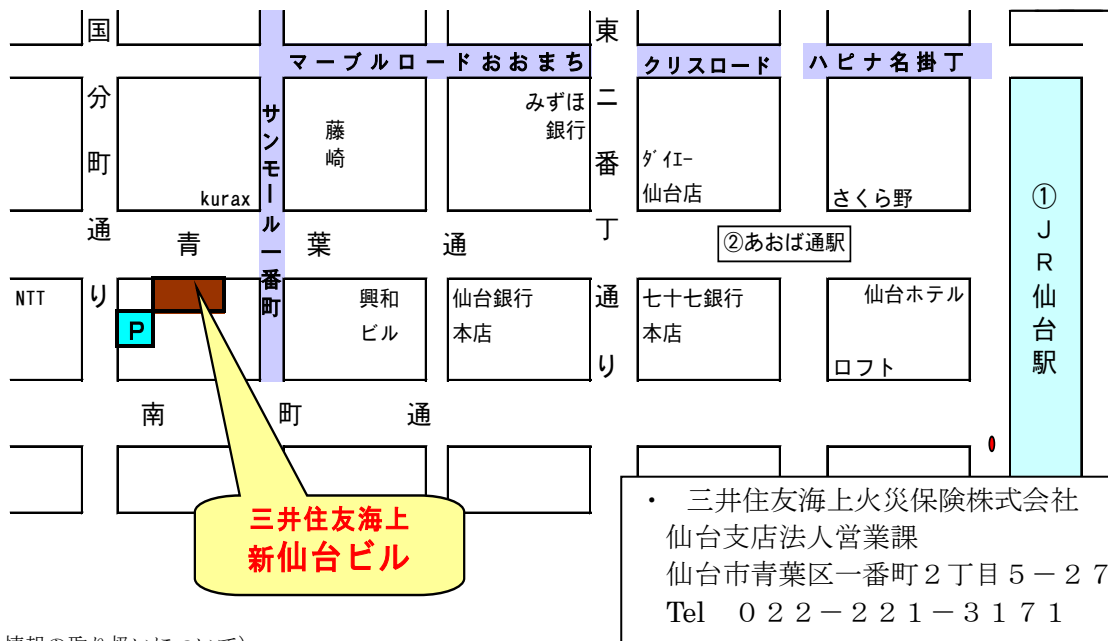 国分町通り
東二番丁通り
マーブルロードおおまち
クリスロード
ハピナ名掛丁
サンモール一番町
藤崎
みずほ
銀行
ダイエー
仙台店
kurax
さくら野
①JR仙台駅
青葉通
②あおば通駅
NTT
P
興和
ビル
仙台銀行
本店
七十七銀行
本店
仙台ホテル
ロフト
南町通
三井住友海上
新仙台ビル
・ 三井住友海上火災保険株式会社
仙台支店法人営業課
仙台市青葉区一番町２丁目５－２７
Tel ０２２－２２１－３１７１